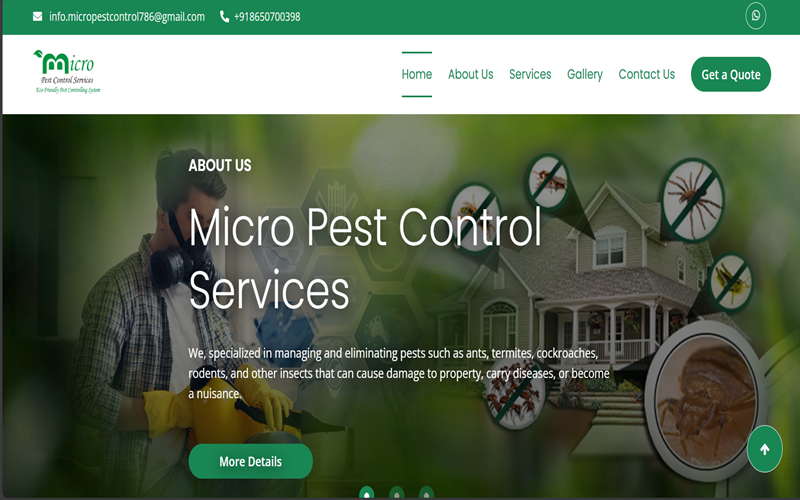 info.micropestcontrol786@gmail.com +918650700398
Micro
Pest Control Services
Eco-Friendly Pest Controlling System
Home About Us Services Gallery Contact Us Get a Quote
ABOUT US
Micro Pest Control
Services
We, specialized in managing and eliminating pests such as ants, termites, cockroaches,
rodents, and other insects that can cause damage to property, carry diseases, or become
a nuisance.
More Details